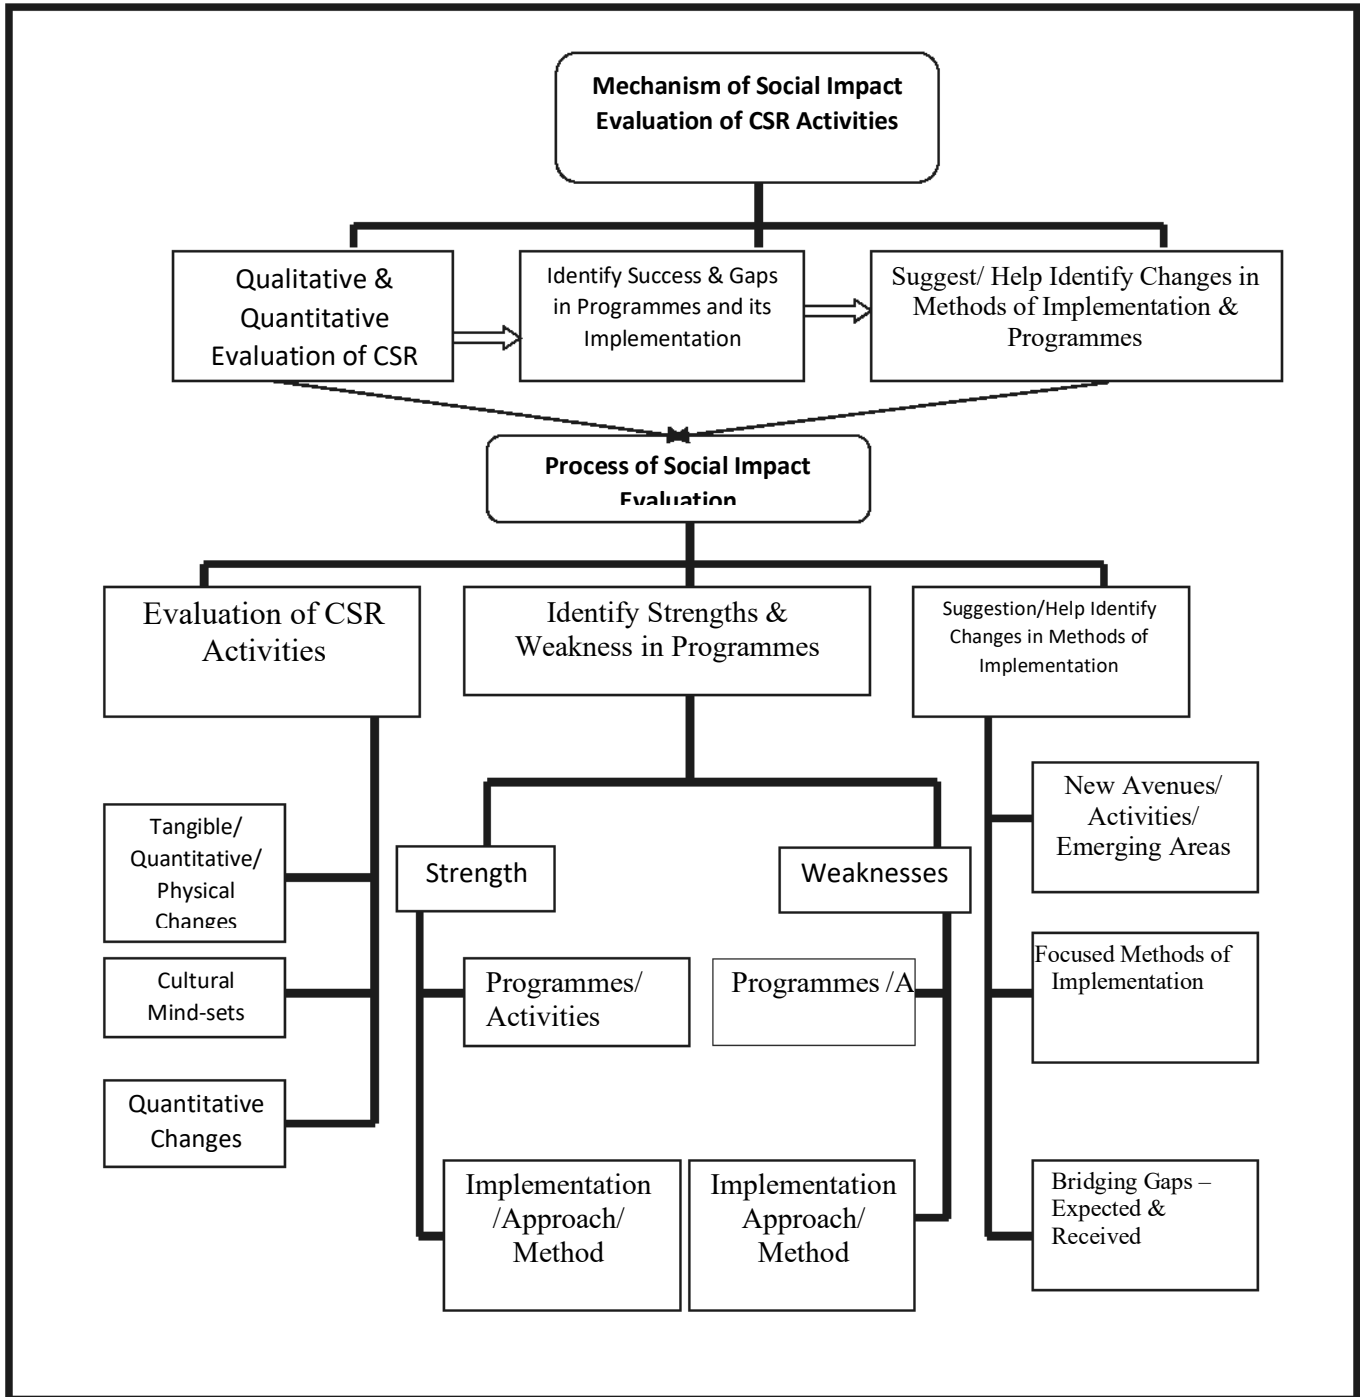 Mechanism of Social Impact
Evaluation of CSR Activities
Qualitative &
Quantitative
Evaluation of CSR
Identify Success & Gaps
in Programmes and its
Implementation
Suggest/ Help Identify Changes in
Methods of Implementation &
Programmes
Process of Social Impact
Evaluation
Evaluation of CSR
Activities
Identify Strengths &
Weakness in Programmes
Suggestion/Help Identify
Changes in Methods of
Implementation
Tangible/
Quantitative/
Physical
Changes
Cultural
Mind-sets
Quantitative
Changes
Strength
Programmes/
Activities
Implementation
/Approach/
Method
Weaknesses
Programmes /A
Implementation
Approach/
Method
New Avenues/
Activities/
Emerging Areas
Focused Methods of
Implementation
Bridging Gaps –
Expected &
Received